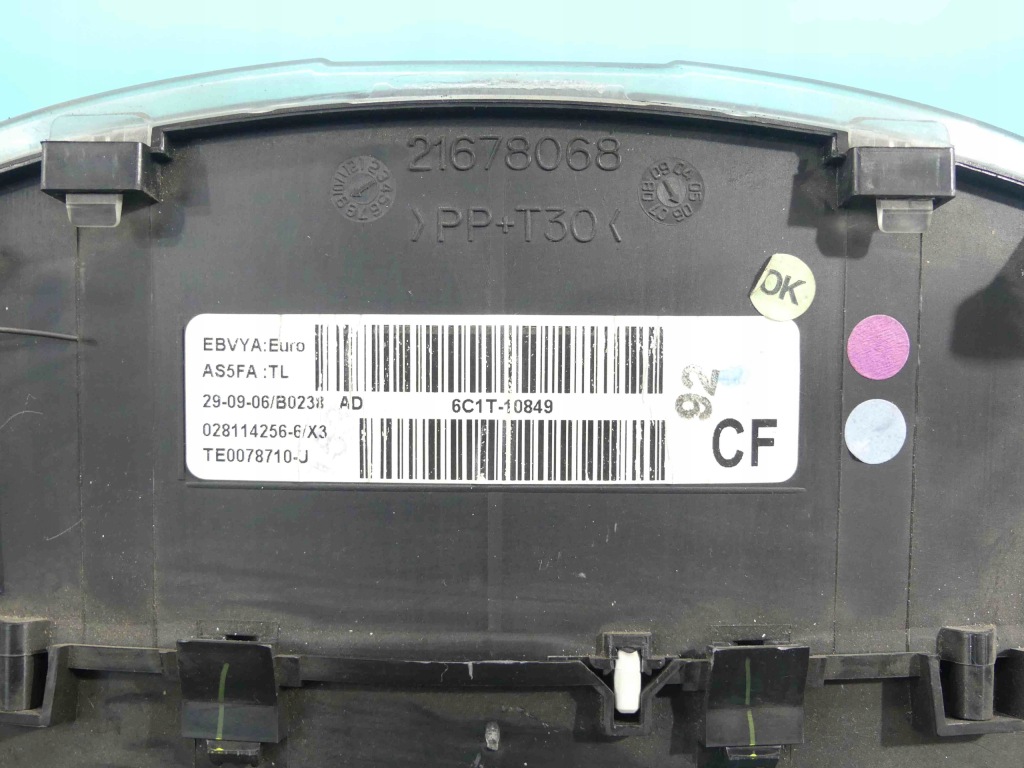 21678068
>PP+T30<
OK
EBVYA:Euro
AS5FA :TL
29-09-06/B0238 AD 6C1T-10849
028114256-6/X3
TE0078710-J
92
CF